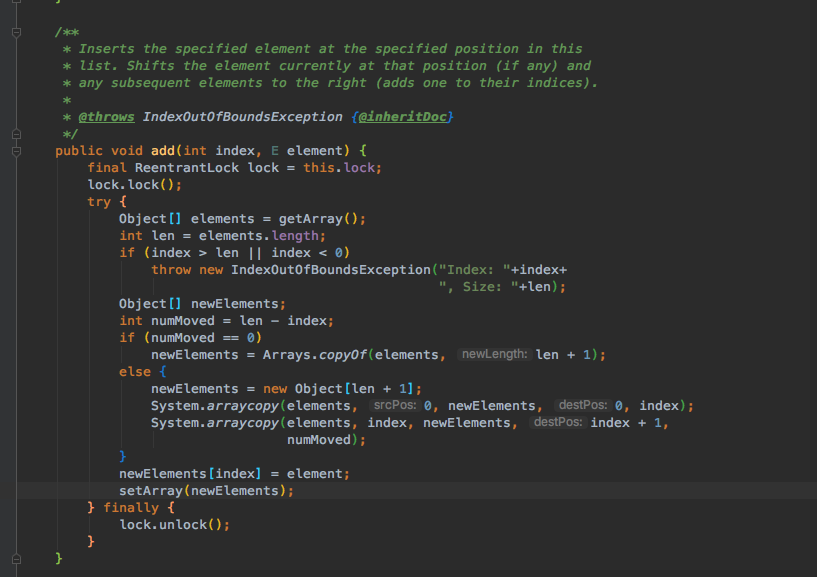 }
/**
 * Inserts the specified element at the specified position in this
 * list. Shifts the element currently at that position (if any) and
 * any subsequent elements to the right (adds one to their indices).
 *
 * @throws IndexOutOfBoundsException {@inheritDoc}
 */
public void add(int index, E element) {
    final ReentrantLock lock = this.lock;
    lock.lock();
    try {
        Object[] elements = getArray();
        int len = elements.length;
        if (index > len || index < 0)
            throw new IndexOutOfBoundsException("Index: "+index+
                                                ", Size: "+len);
        Object[] newElements;
        int numMoved = len - index;
        if (numMoved == 0)
            newElements = Arrays.copyOf(elements, newLength: len + 1);
        else {
            newElements = new Object[len + 1];
            System.arraycopy(elements, srcPos: 0, newElements, destPos: 0, index);
            System.arraycopy(elements, index, newElements, destPos: index + 1,
                             numMoved);
        }
        newElements[index] = element;
        setArray(newElements);
    } finally {
        lock.unlock();
    }
}